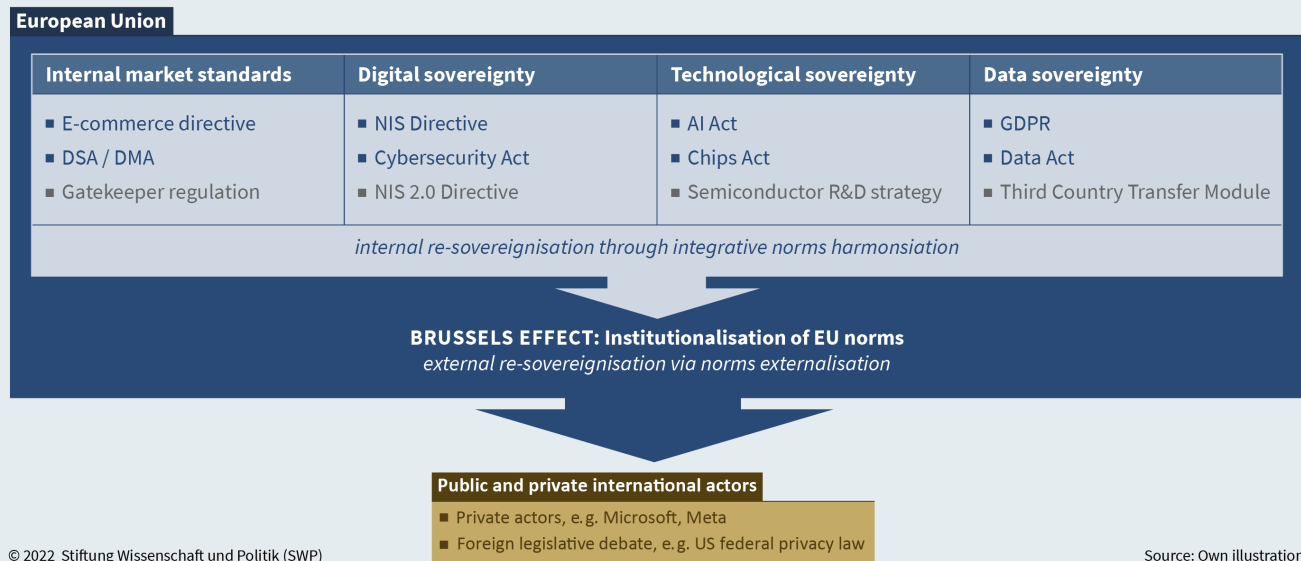 European Union
Internal market standards
Digital sovereignty
Technological sovereignty
Data sovereignty
▪ E-commerce directive
▪ NIS Directive
▪ AI Act
▪ GDPR
▪ DSA / DMA
▪ Cybersecurity Act
▪ Chips Act
▪ Data Act
▪ Gatekeeper regulation
▪ NIS 2.0 Directive
▪ Semiconductor R&D strategy
▪ Third Country Transfer Module
internal re-sovereignisation through integrative norms harmonsiation
BRUSSELS EFFECT: Institutionalisation of EU norms
external re-sovereignisation via norms externalisation
Public and private international actors
▪ Private actors, e. g. Microsoft, Meta
▪ Foreign legislative debate, e. g. US federal privacy law
© 2022 Stiftung Wissenschaft und Politik (SWP)
Source: Own illustration